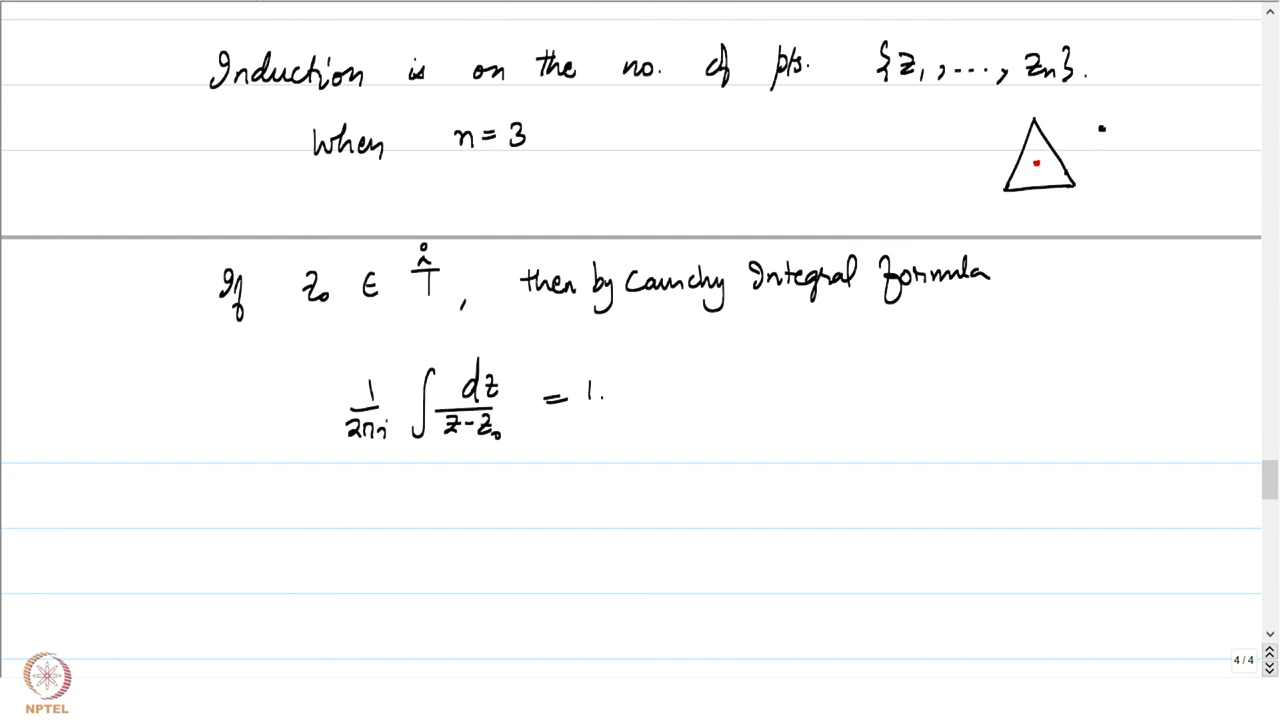 Induction is on the no. of pts. {z₁, ..., zₙ}.
When n = 3
If z₀ ∈ T̂°, then by Cauchy Integral formula
1/2πi ∫ dz/z-z₀ = 1.
4 / 4
NPTEL